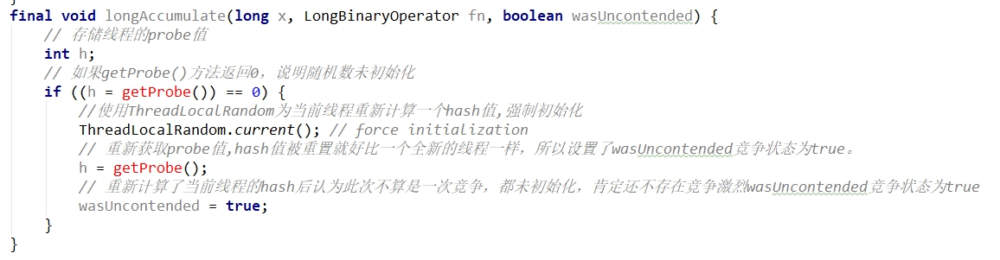 final void longAccumulate(long x, LongBinaryOperator fn, boolean wasUncontended) {
// 存储线程的probe值
int h;
// 如果getProbe()方法返回0，说明随机数未初始化
if ((h = getProbe()) == 0) {
//使用ThreadLocalRandom为当前线程重新计算一个hash值,强制初始化
ThreadLocalRandom.current(); // force initialization
// 重新获取probe值,hash值被重置就好比一个全新的线程一样，所以设置了wasUncontended竞争状态为true。
h = getProbe();
// 重新计算了当前线程的hash后认为此次不算是一次竞争，都未初始化，肯定还不存在竞争激烈wasUncontended竞争状态为true
wasUncontended = true;
}
}